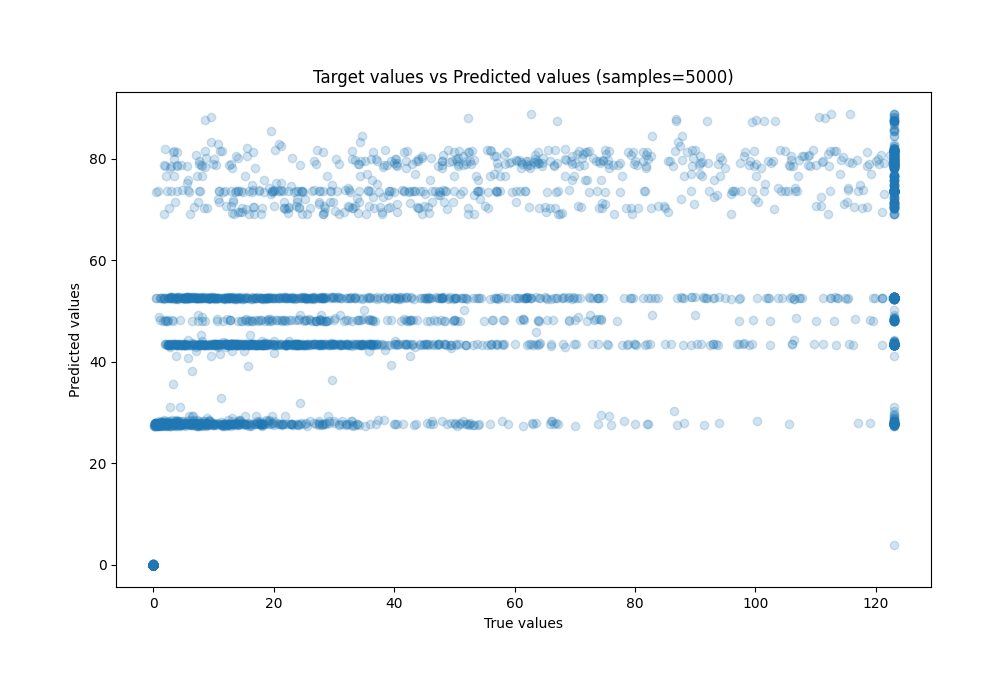 Target values vs Predicted values (samples=5000)
Predicted values
80
60
40
20
0
0 20 40 60 80 100 120
True values